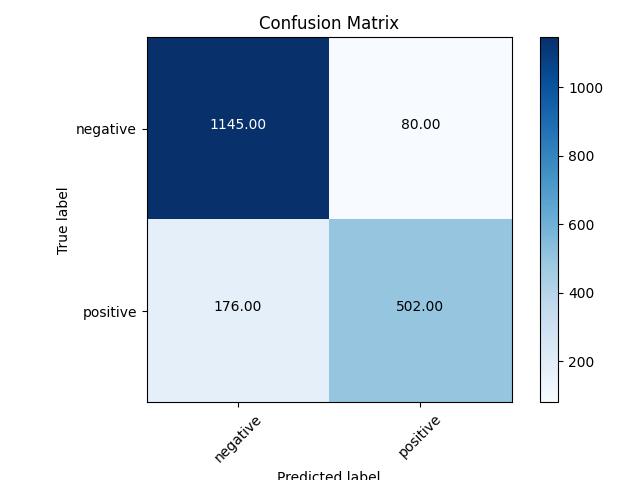 Confusion Matrix
True label
negative
positive
1145.00
80.00
176.00
502.00
1000
800
600
400
200
negative
positive
Predicted label